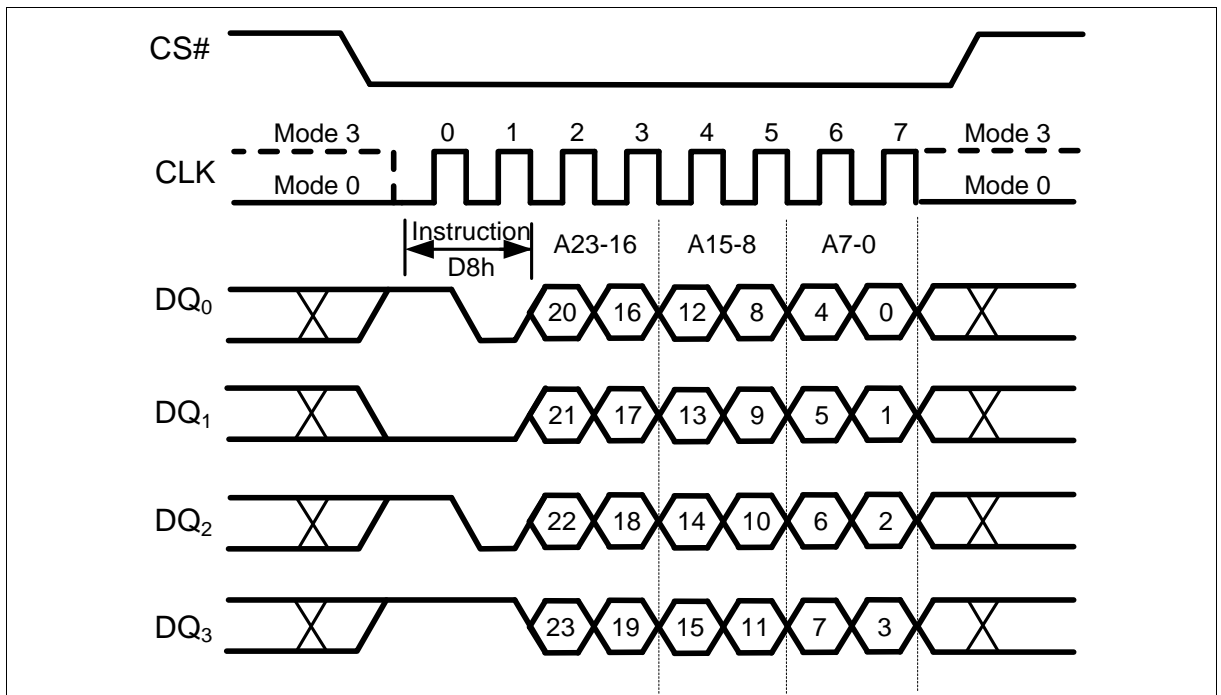 CS#
Mode 3 0 1 2 3 4 5 6 7 Mode 3
CLK
Mode 0 Mode 0
Instruction A23-16 A15-8 A7-0
D8h
DQ0 20 16 12 8 4 0
DQ1 21 17 13 9 5 1
DQ2 22 18 14 10 6 2
DQ3 23 19 15 11 7 3